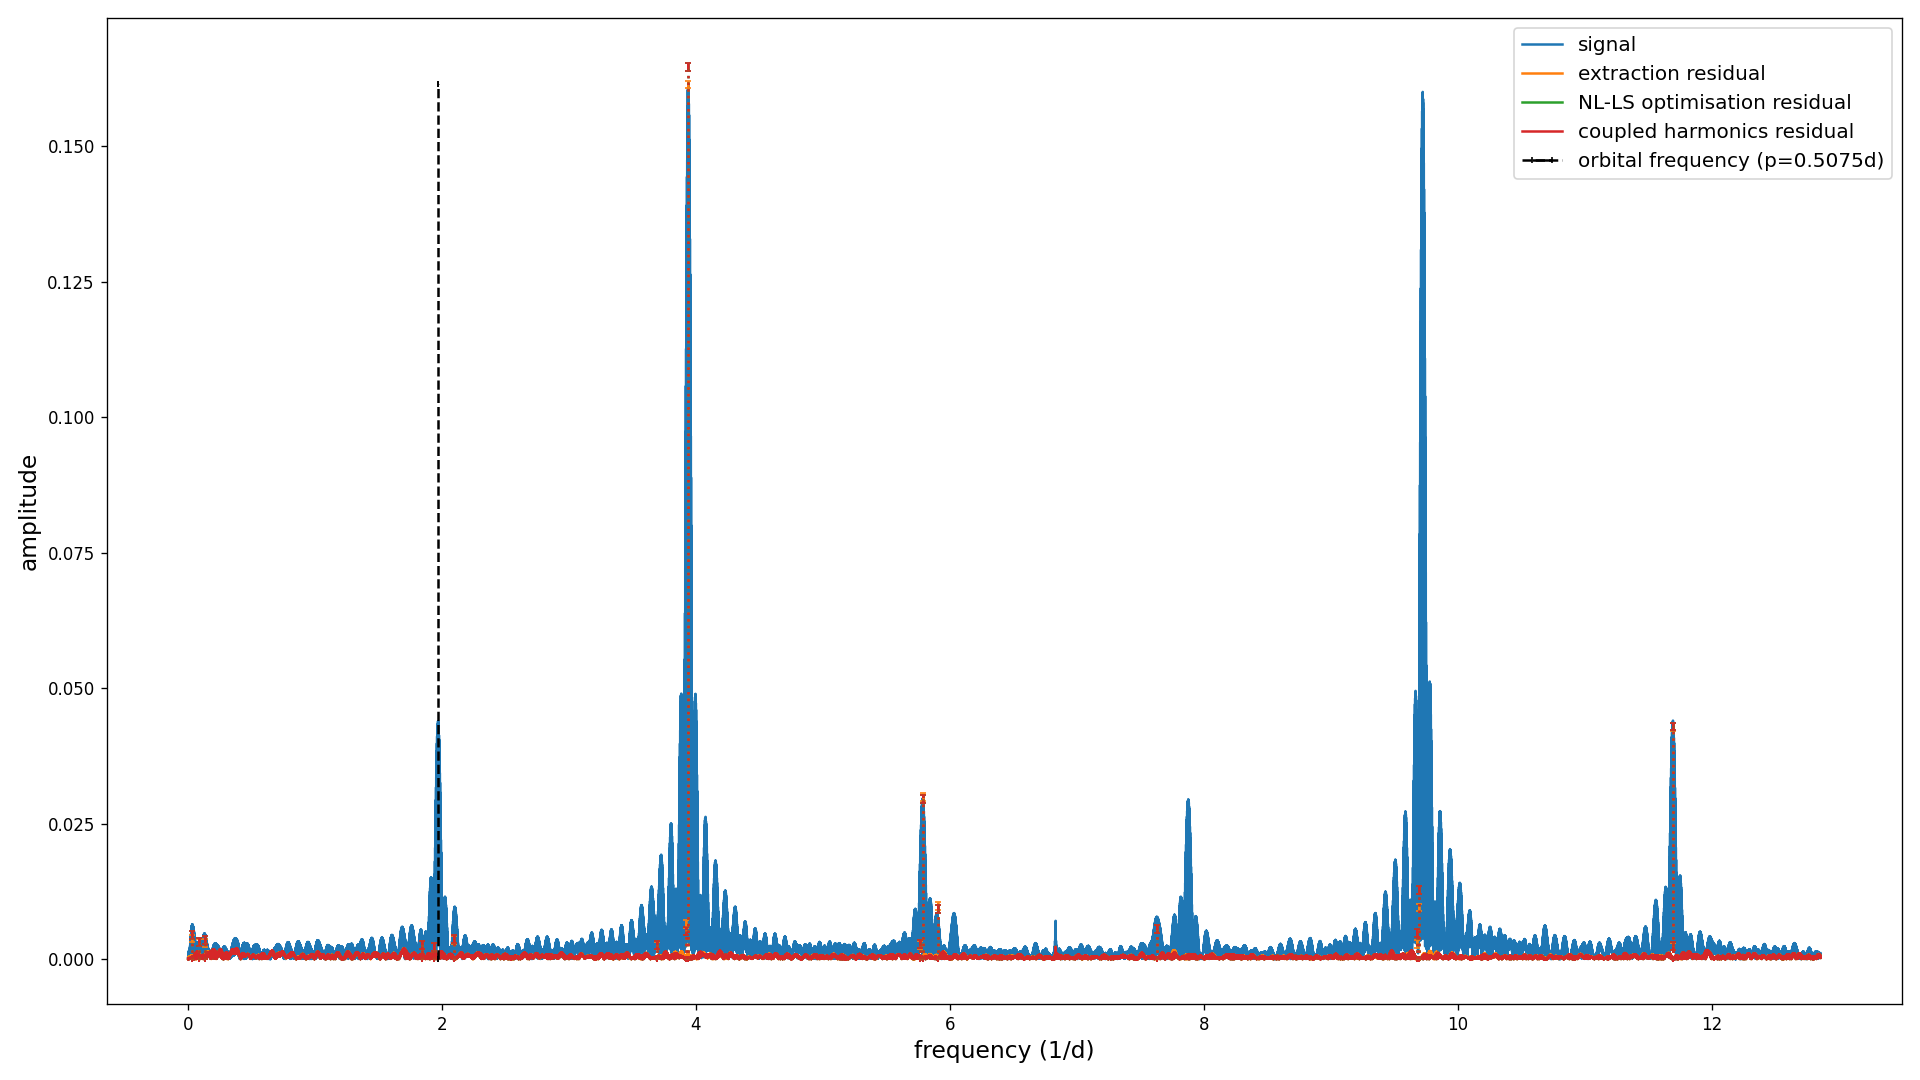 signal
extraction residual
NL-LS optimisation residual
coupled harmonics residual
orbital frequency (p=0.5075d)
amplitude
0.150
0.125
0.100
0.075
0.050
0.025
0.000
0 2 4 6 8 10 12
frequency (1/d)